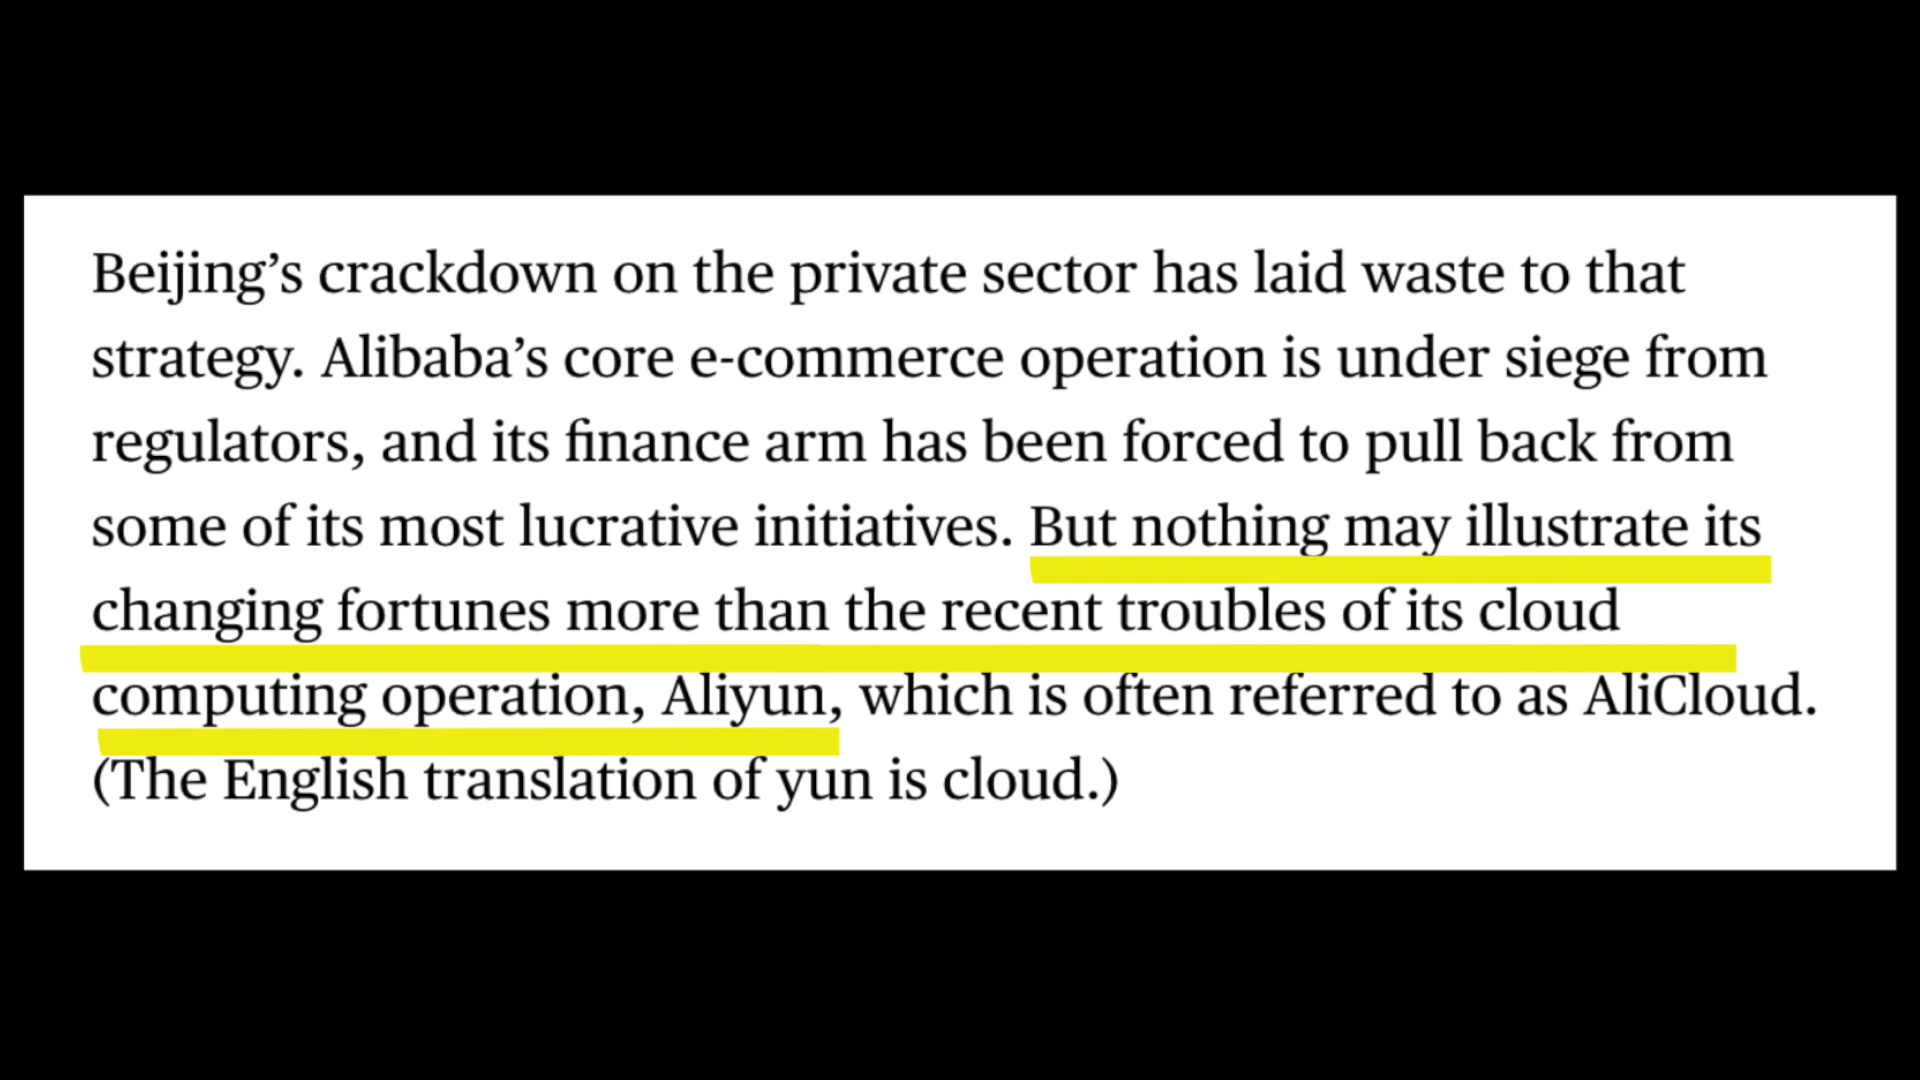 Beijing’s crackdown on the private sector has laid waste to that
strategy. Alibaba’s core e-commerce operation is under siege from
regulators, and its finance arm has been forced to pull back from
some of its most lucrative initiatives. But nothing may illustrate its
changing fortunes more than the recent troubles of its cloud
computing operation, Aliyun, which is often referred to as AliCloud.
(The English translation of yun is cloud.)